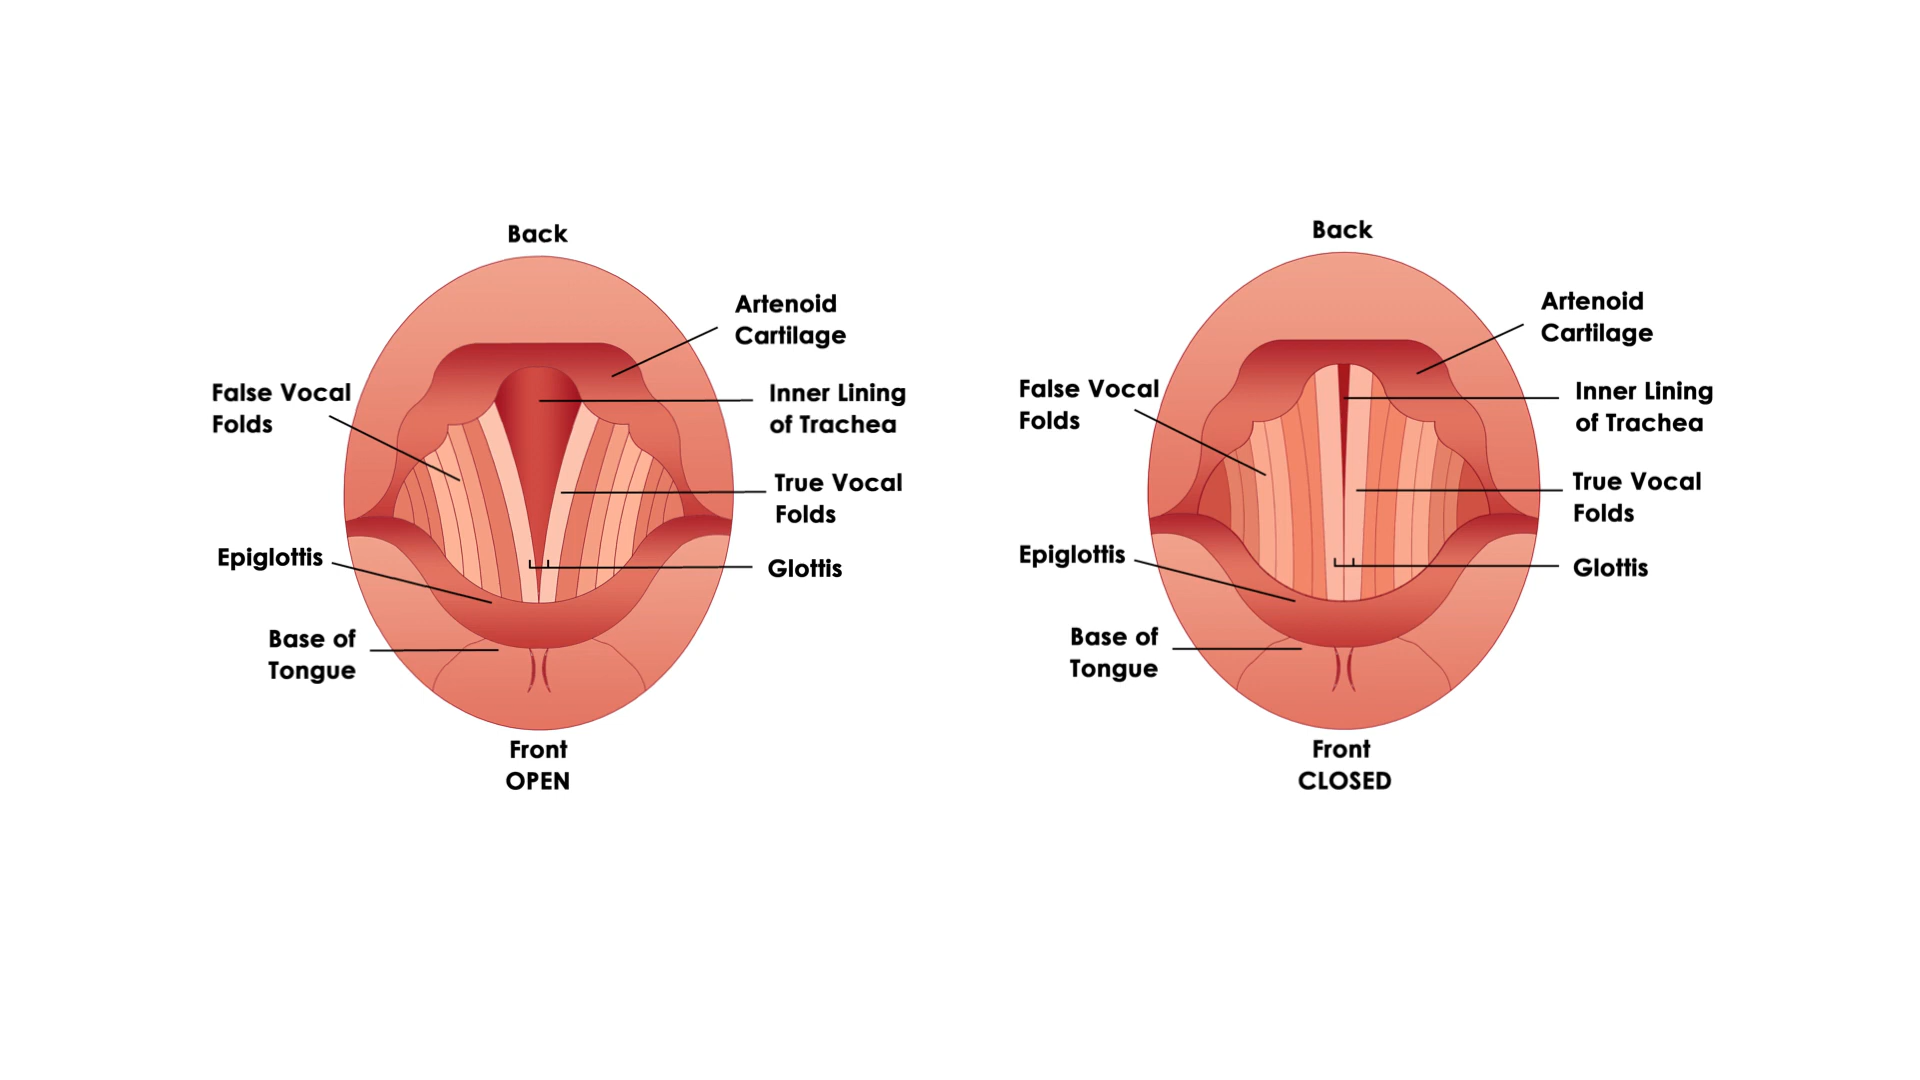 Back
Artenoid
Cartilage
False Vocal
Folds
Inner Lining
of Trachea
True Vocal
Folds
Epiglottis
Glottis
Base of
Tongue
Front
OPEN
Back
Artenoid
Cartilage
False Vocal
Folds
Inner Lining
of Trachea
True Vocal
Folds
Epiglottis
Glottis
Base of
Tongue
Front
CLOSED